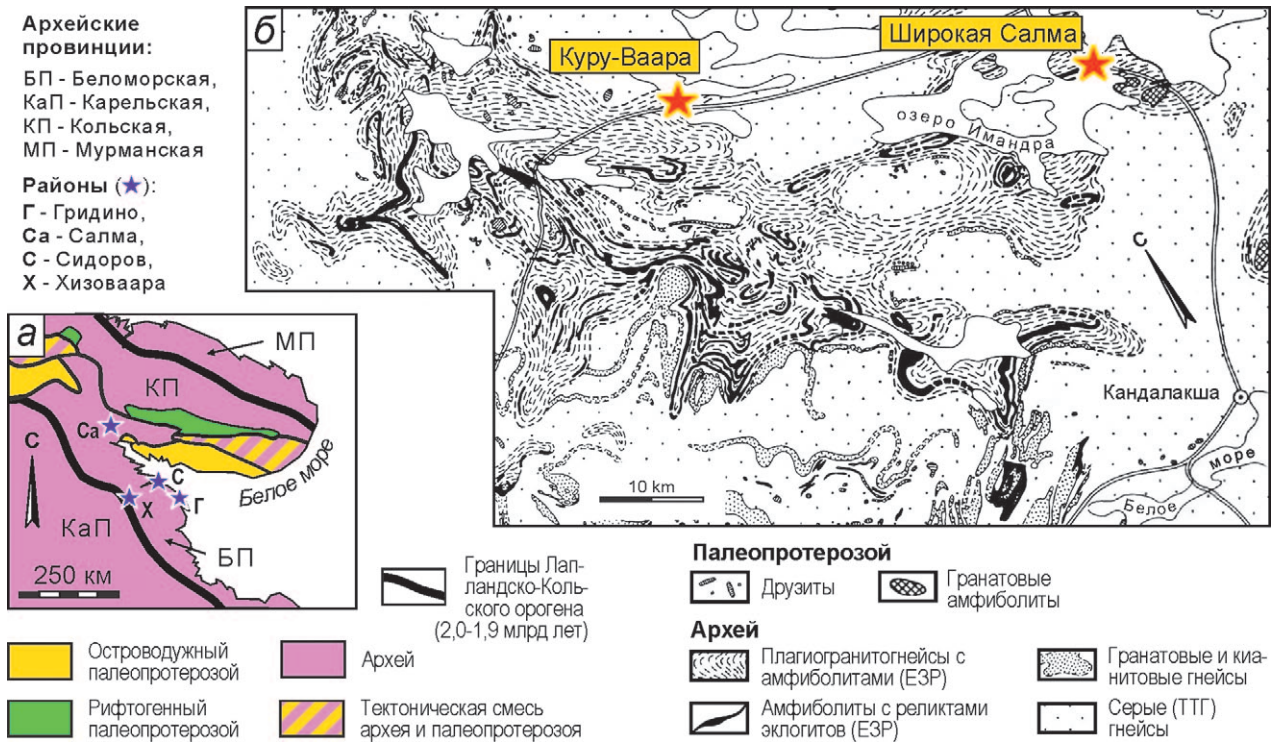 Архейские
провинции:
БП - Беломорская,
КаП - Карельская,
КП - Кольская,
МП - Мурманская
Районы (★):
Г - Гридино,
Са - Салма,
С - Сидоров,
Х - Хизоваара
б
Куру-Ваара
Широкая Салма
озеро Имандра
С
Кандалакша
10 km
Белое
море
а
МП
КП
Са
С
С
Х
Г
Белое море
КаП
БП
250 км
Границы Лап-
ландско-Коль-
ского орогена
(2,0-1,9 млрд лет)
Островодужный
палеопротерозой
Архей
Рифтогенный
палеопротерозой
Тектоническая смесь
архея и палеопротерозоя
Палеопротерозой
Друзиты
Гранатовые
амфиболиты
Архей
Плагиогранитогнейсы с
амфиболитами (ЕЗР)
Гранатовые и киа-
нитовые гнейсы
Амфиболиты с реликтами
эклогитов (ЕЗР)
Серые (ТТГ)
гнейсы